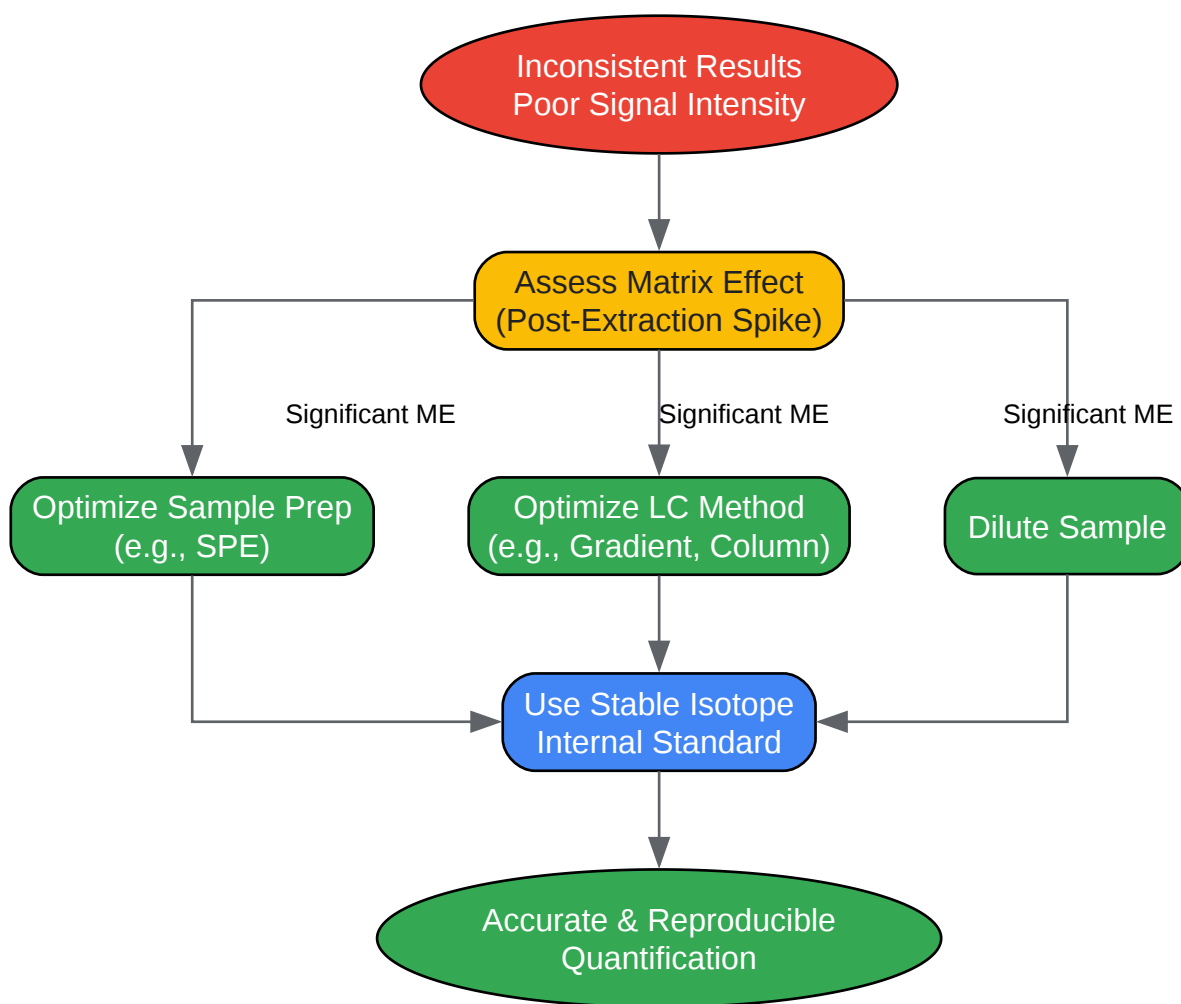 Inconsistent Results
Poor Signal Intensity
Assess Matrix Effect
(Post-Extraction Spike)
Significant ME
Significant ME
Significant ME
Optimize Sample Prep
(e.g., SPE)
Optimize LC Method
(e.g., Gradient, Column)
Dilute Sample
Use Stable Isotope
Internal Standard
Accurate & Reproducible
Quantification